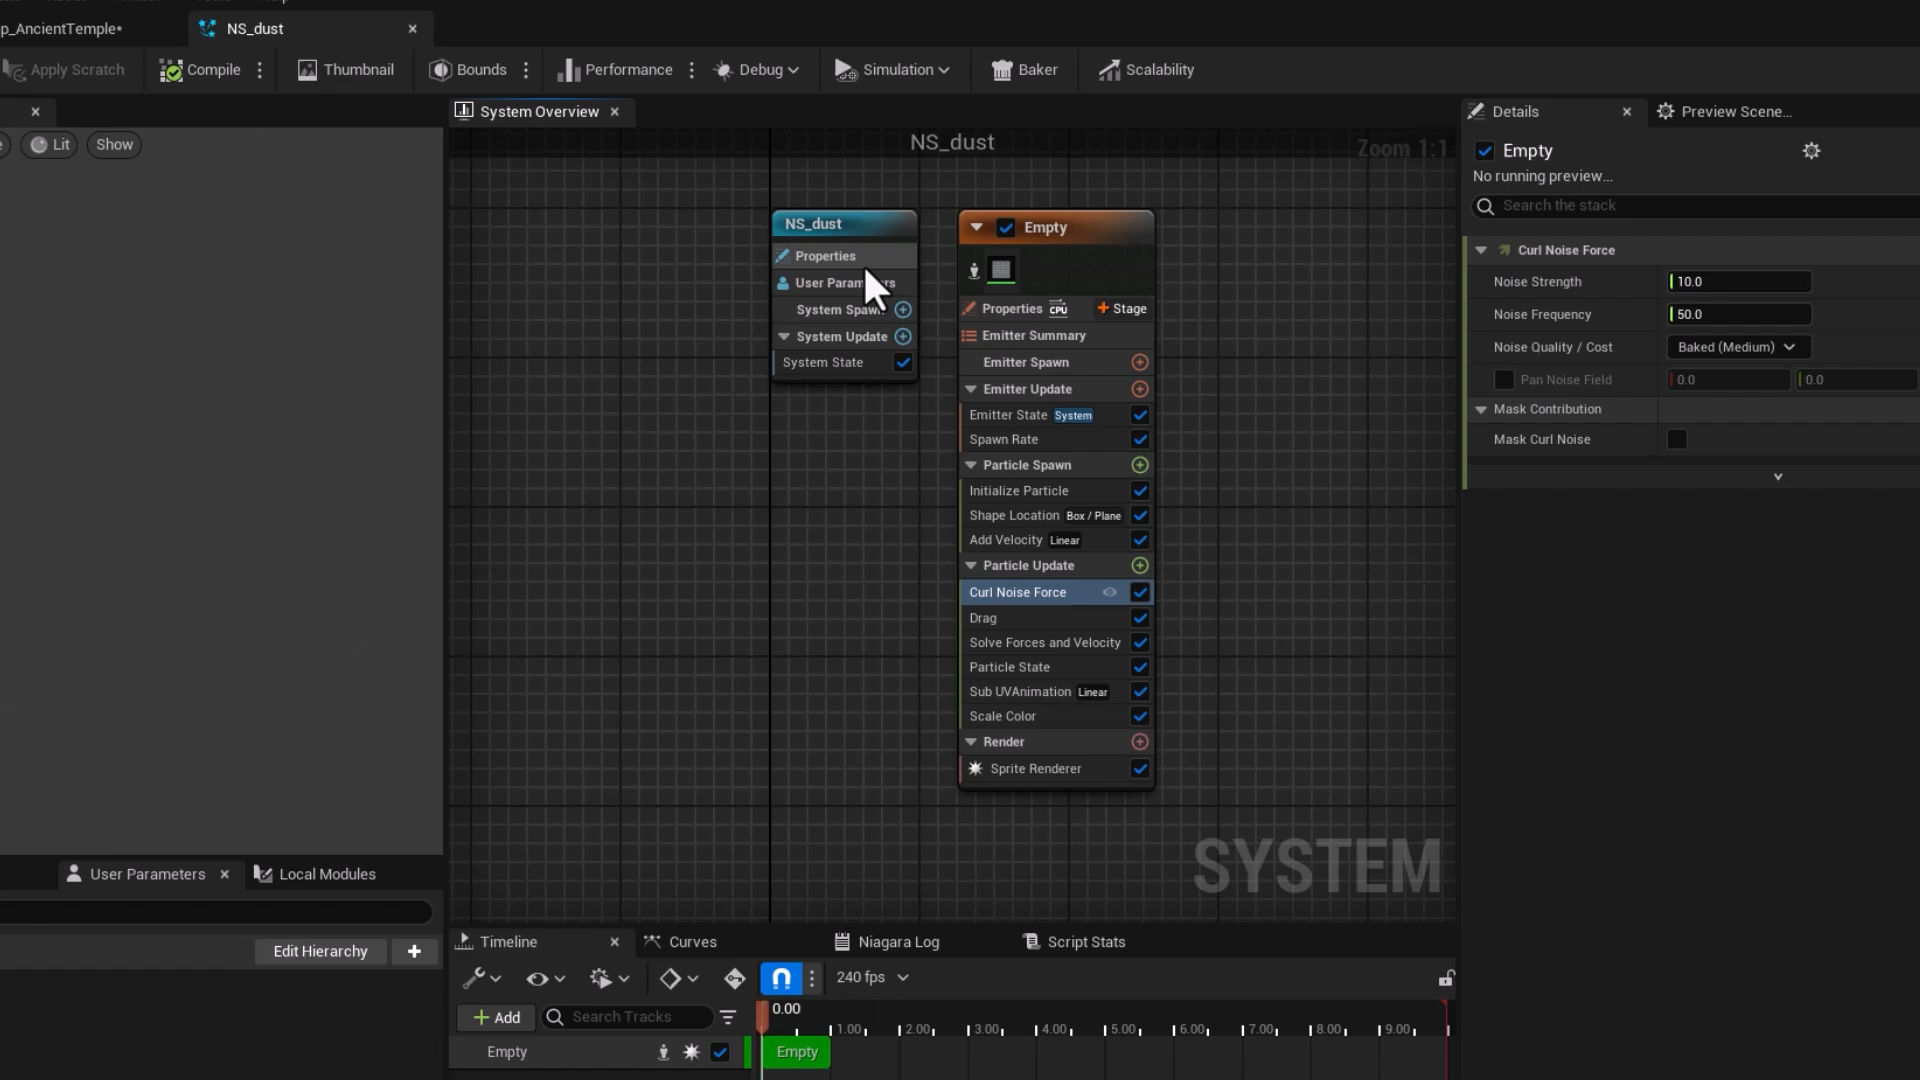 p_AncientTemple*
NS_dust
Apply Scratch
Compile
Thumbnail
Bounds
Performance
Debug
Simulation
Baker
Scalability
System Overview
Details
Preview Scene...
Lit
Show
NS_dust
Zoom 1:1
Empty
No running preview...
Search the stack
NS_dust
Properties
User Parameters
System Spawn
System Update
System State
Empty
Properties
CPU
Stage
Emitter Summary
Emitter Spawn
Emitter Update
Emitter State System
Spawn Rate
Particle Spawn
Initialize Particle
Shape Location Box / Plane
Add Velocity Linear
Particle Update
Curl Noise Force
Drag
Solve Forces and Velocity
Particle State
Sub UVAnimation Linear
Scale Color
Render
Sprite Renderer
Curl Noise Force
Noise Strength 10.0
Noise Frequency 50.0
Noise Quality / Cost Baked (Medium)
Pan Noise Field 0.0 0.0
Mask Contribution
Mask Curl Noise
SYSTEM
User Parameters
Local Modules
Edit Hierarchy
Timeline
Curves
Niagara Log
Script Stats
240 fps
Add
Search Tracks
0.00
1.00 2.00 3.00 4.00 5.00 6.00 7.00 8.00 9.00
Empty
Empty